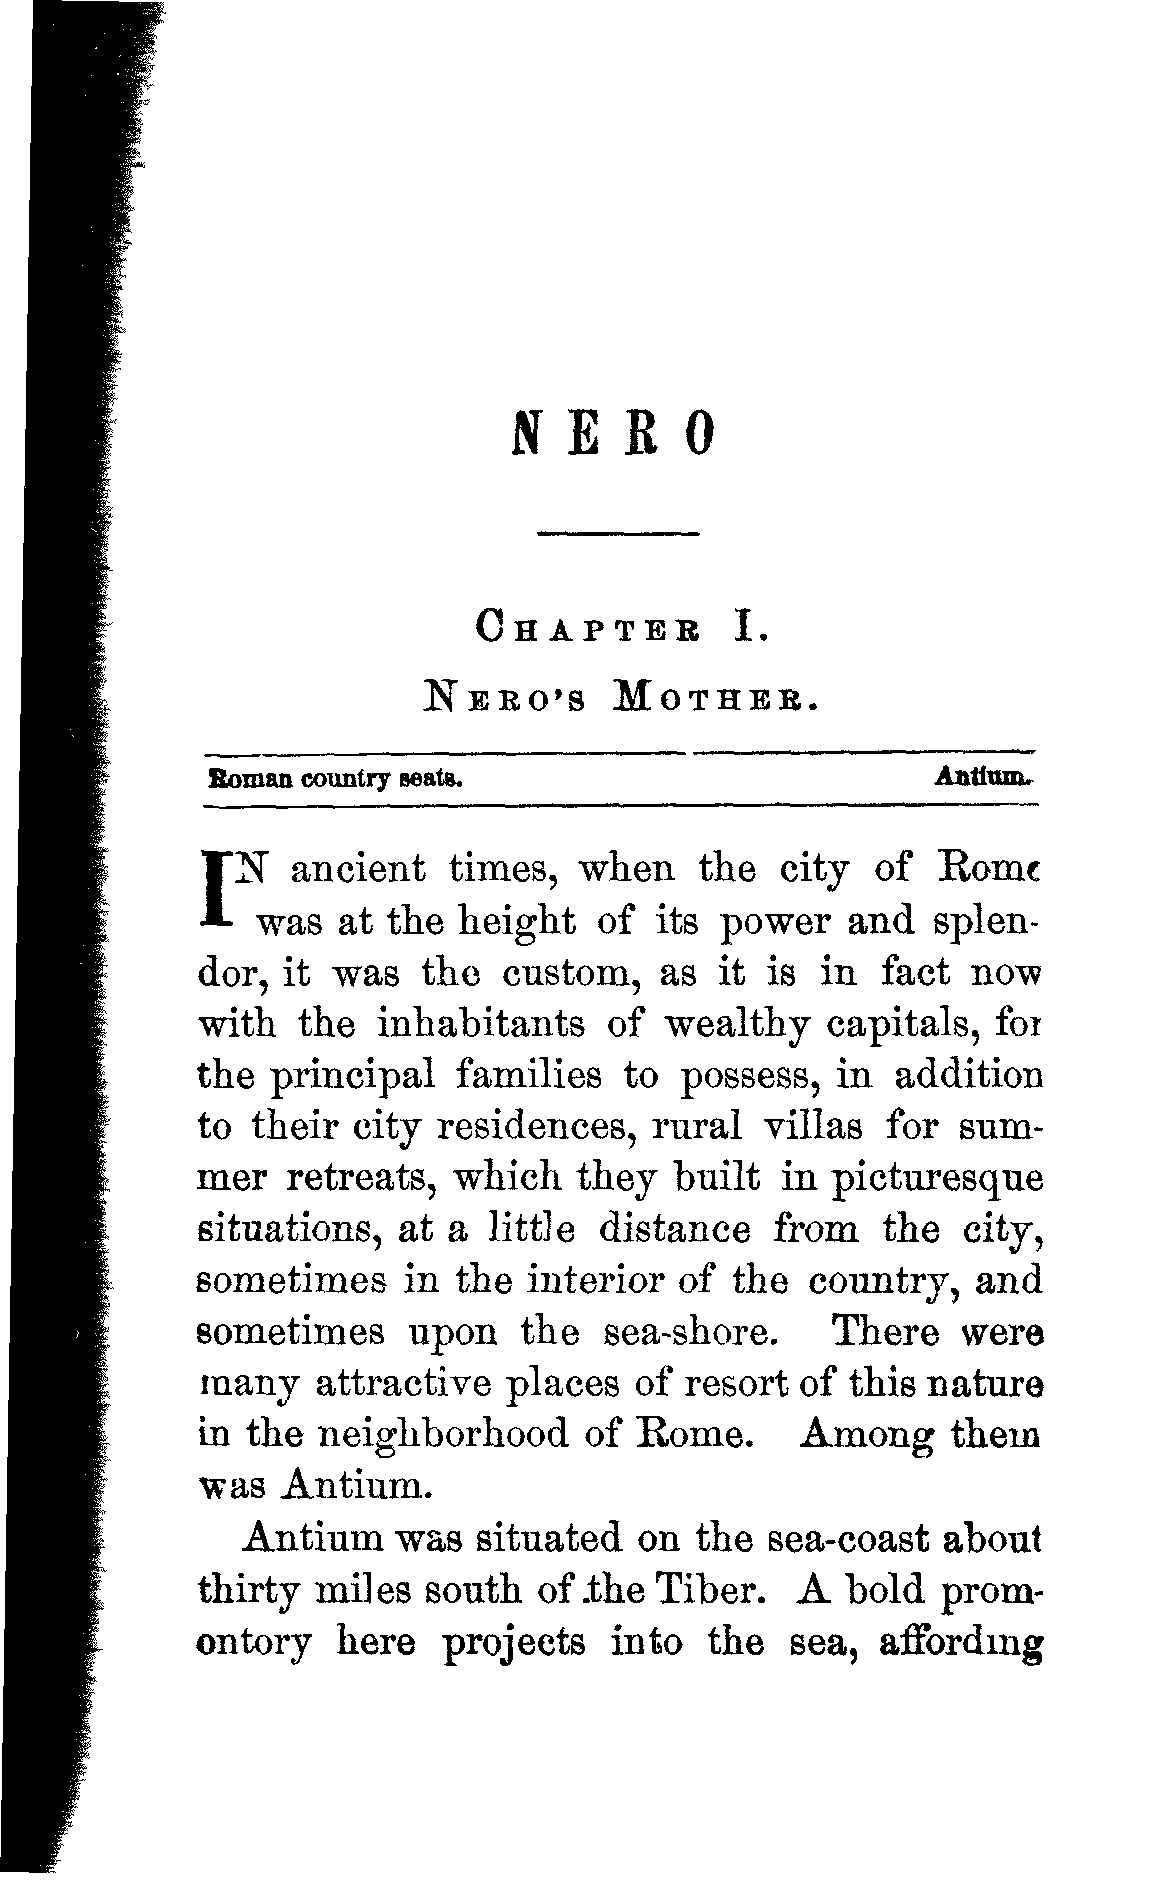 NERO
CHAPTER I.
NERO'S MOTHER.
Roman country seats. Antium.
IN ancient times, when the city of Rome
was at the height of its power and splen-
dor, it was the custom, as it is in fact now
with the inhabitants of wealthy capitals, for
the principal families to possess, in addition
to their city residences, rural villas for sum-
mer retreats, which they built in picturesque
situations, at a little distance from the city,
sometimes in the interior of the country, and
sometimes upon the sea-shore. There were
many attractive places of resort of this nature
in the neighborhood of Rome. Among them
was Antium.
Antium was situated on the sea-coast about
thirty miles south of the Tiber. A bold prom-
ontory here projects into the sea, affording